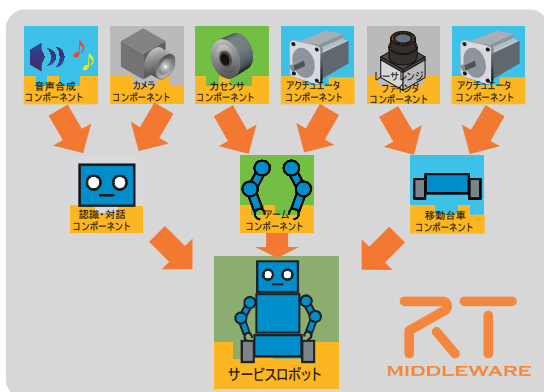 音声合成
コンポーネント
カメラ
コンポーネント
力センサ
コンポーネント
アクチュエータ
コンポーネント
レーザレンジ
ファインダ
コンポーネント
アクチュエータ
コンポーネント
認識・対話
コンポーネント
アーム
コンポーネント
移動台車
コンポーネント
サービスロボット
RT
MIDDLEWARE